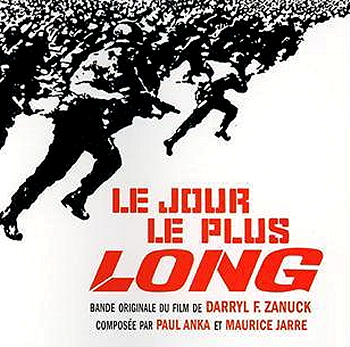 LE JOUR
LE PLUS
LONG
BANDE ORIGINALE DU FILM DE DARRYL F. ZANUCK
COMPOSÉE PAR PAUL ANKA ET MAURICE JARRE